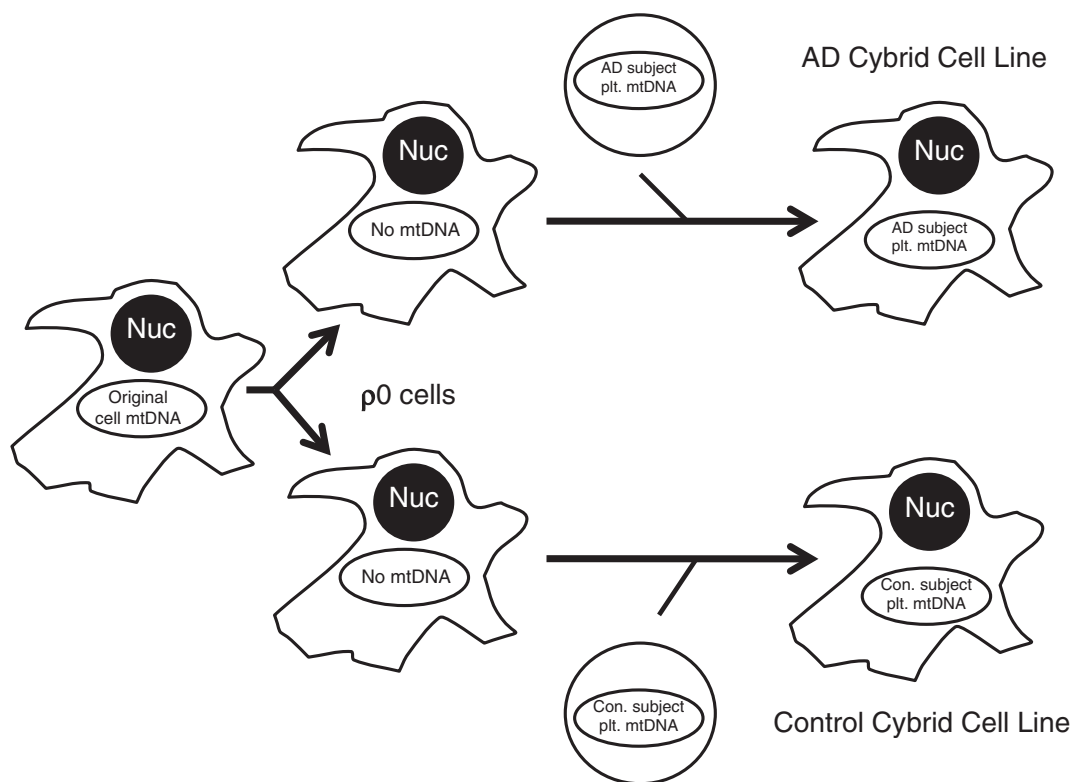 AD subject
plt. mtDNA
AD Cybrid Cell Line
Nuc
No mtDNA
Nuc
AD subject
plt. mtDNA
Nuc
Original
cell mtDNA
ρ0 cells
Nuc
No mtDNA
Nuc
Con. subject
plt. mtDNA
Con. subject
plt. mtDNA
Control Cybrid Cell Line